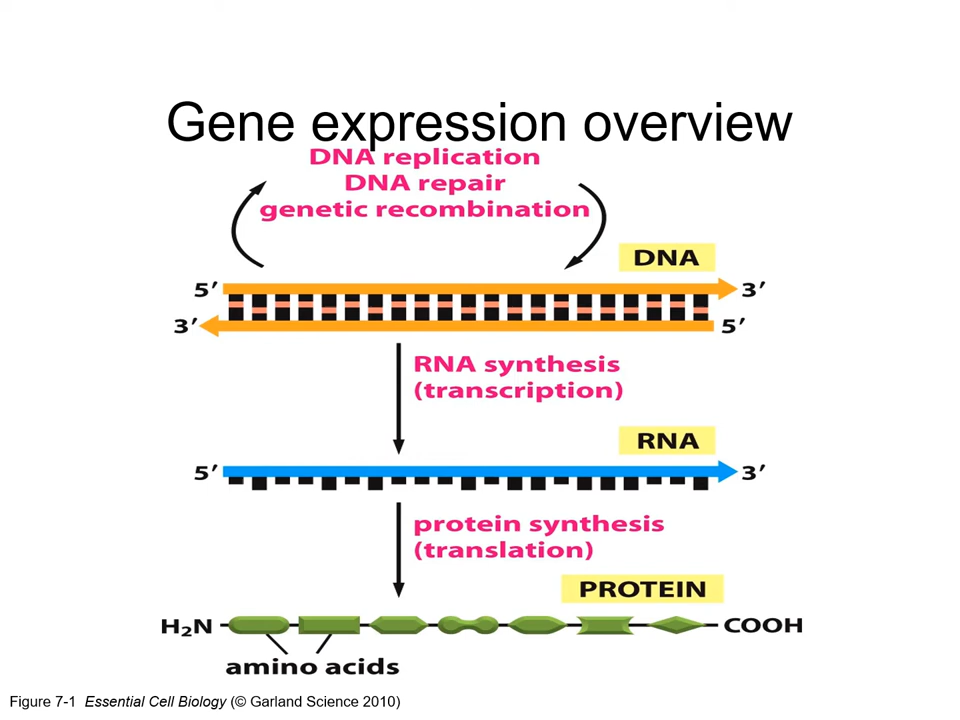 Gene expression overview
DNA replication
DNA repair
genetic recombination
DNA
5′ 3′
3′ 5′
RNA synthesis
(transcription)
RNA
5′ 3′
protein synthesis
(translation)
PROTEIN
H₂N COOH
amino acids
Figure 7-1 Essential Cell Biology (© Garland Science 2010)